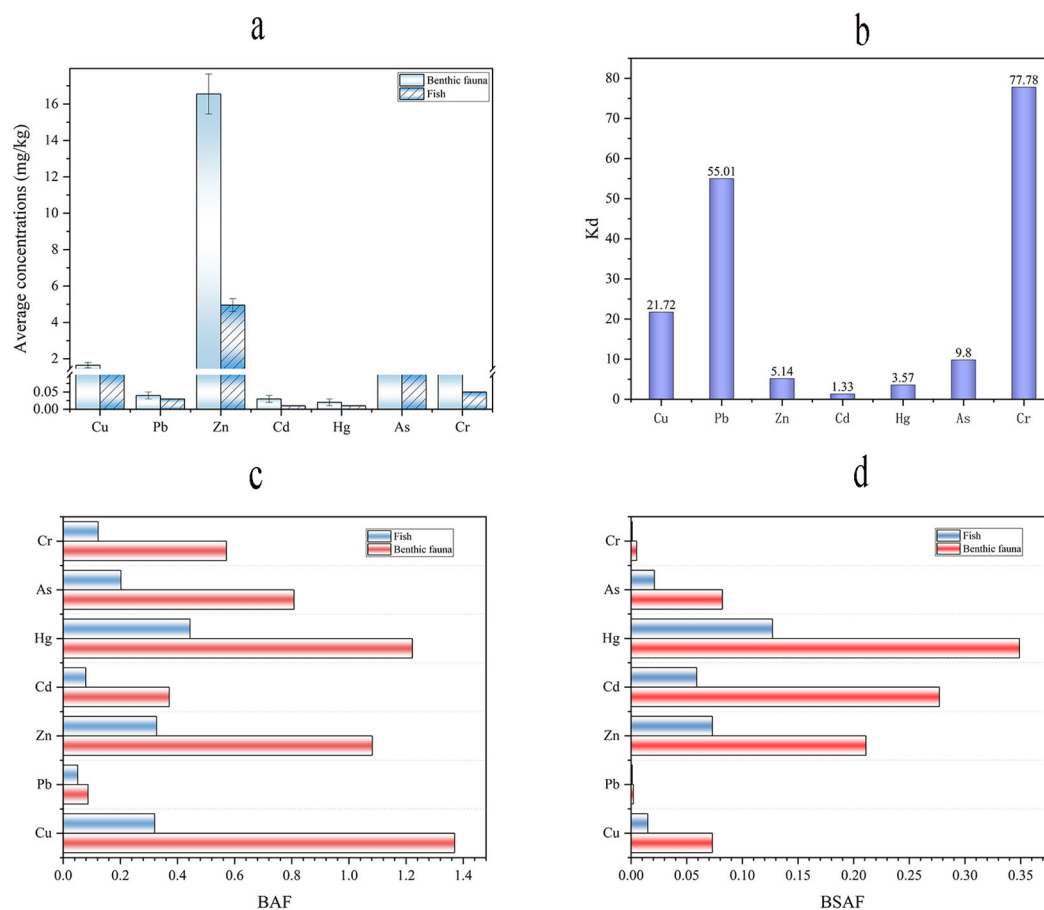 a
Average concentrations (mg/kg)
16
14
12
10
8
6
4
2
0.05
0.00
Benthic fauna
Fish
Cu Pb Zn Cd Hg As Cr
b
Kd
80
70
60
50
40
30
20
10
0
21.72
55.01
5.14
1.33
3.57
9.8
77.78
Cu Pb Zn Cd Hg As Cr
c
Fish
Benthic fauna
Cr
As
Hg
Cd
Zn
Pb
Cu
0.0 0.2 0.4 0.6 0.8 1.0 1.2 1.4
BAF
d
Fish
Benthic fauna
Cr
As
Hg
Cd
Zn
Pb
Cu
0.00 0.05 0.10 0.15 0.20 0.25 0.30 0.35
BSAF